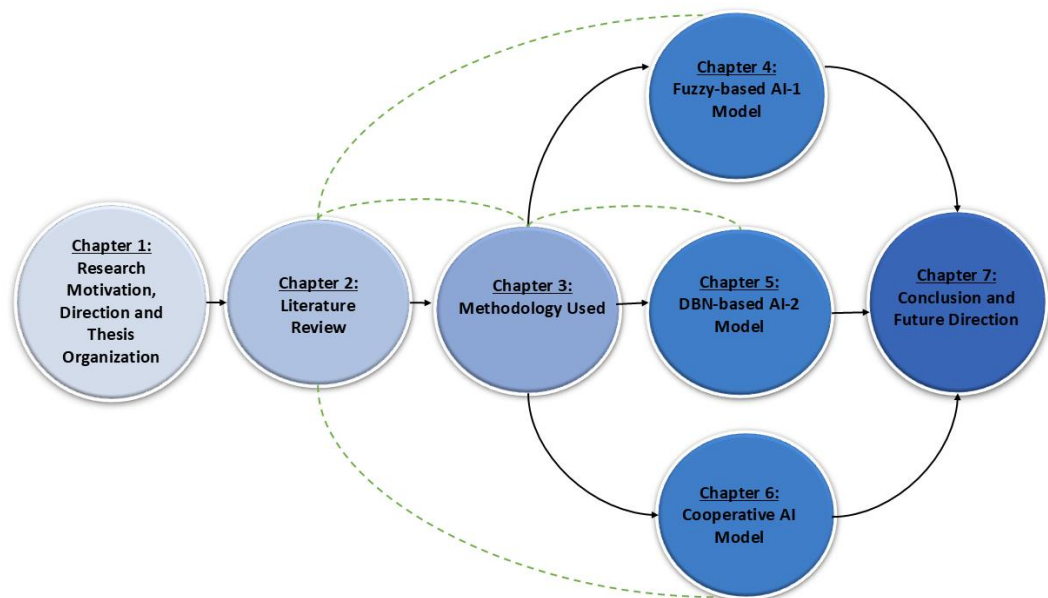 Chapter 1:
Research
Motivation,
Direction and
Thesis
Organization
Chapter 2:
Literature
Review
Chapter 3:
Methodology Used
Chapter 4:
Fuzzy-based AI-1
Model
Chapter 5:
DBN-based AI-2
Model
Chapter 6:
Cooperative AI
Model
Chapter 7:
Conclusion and
Future Direction